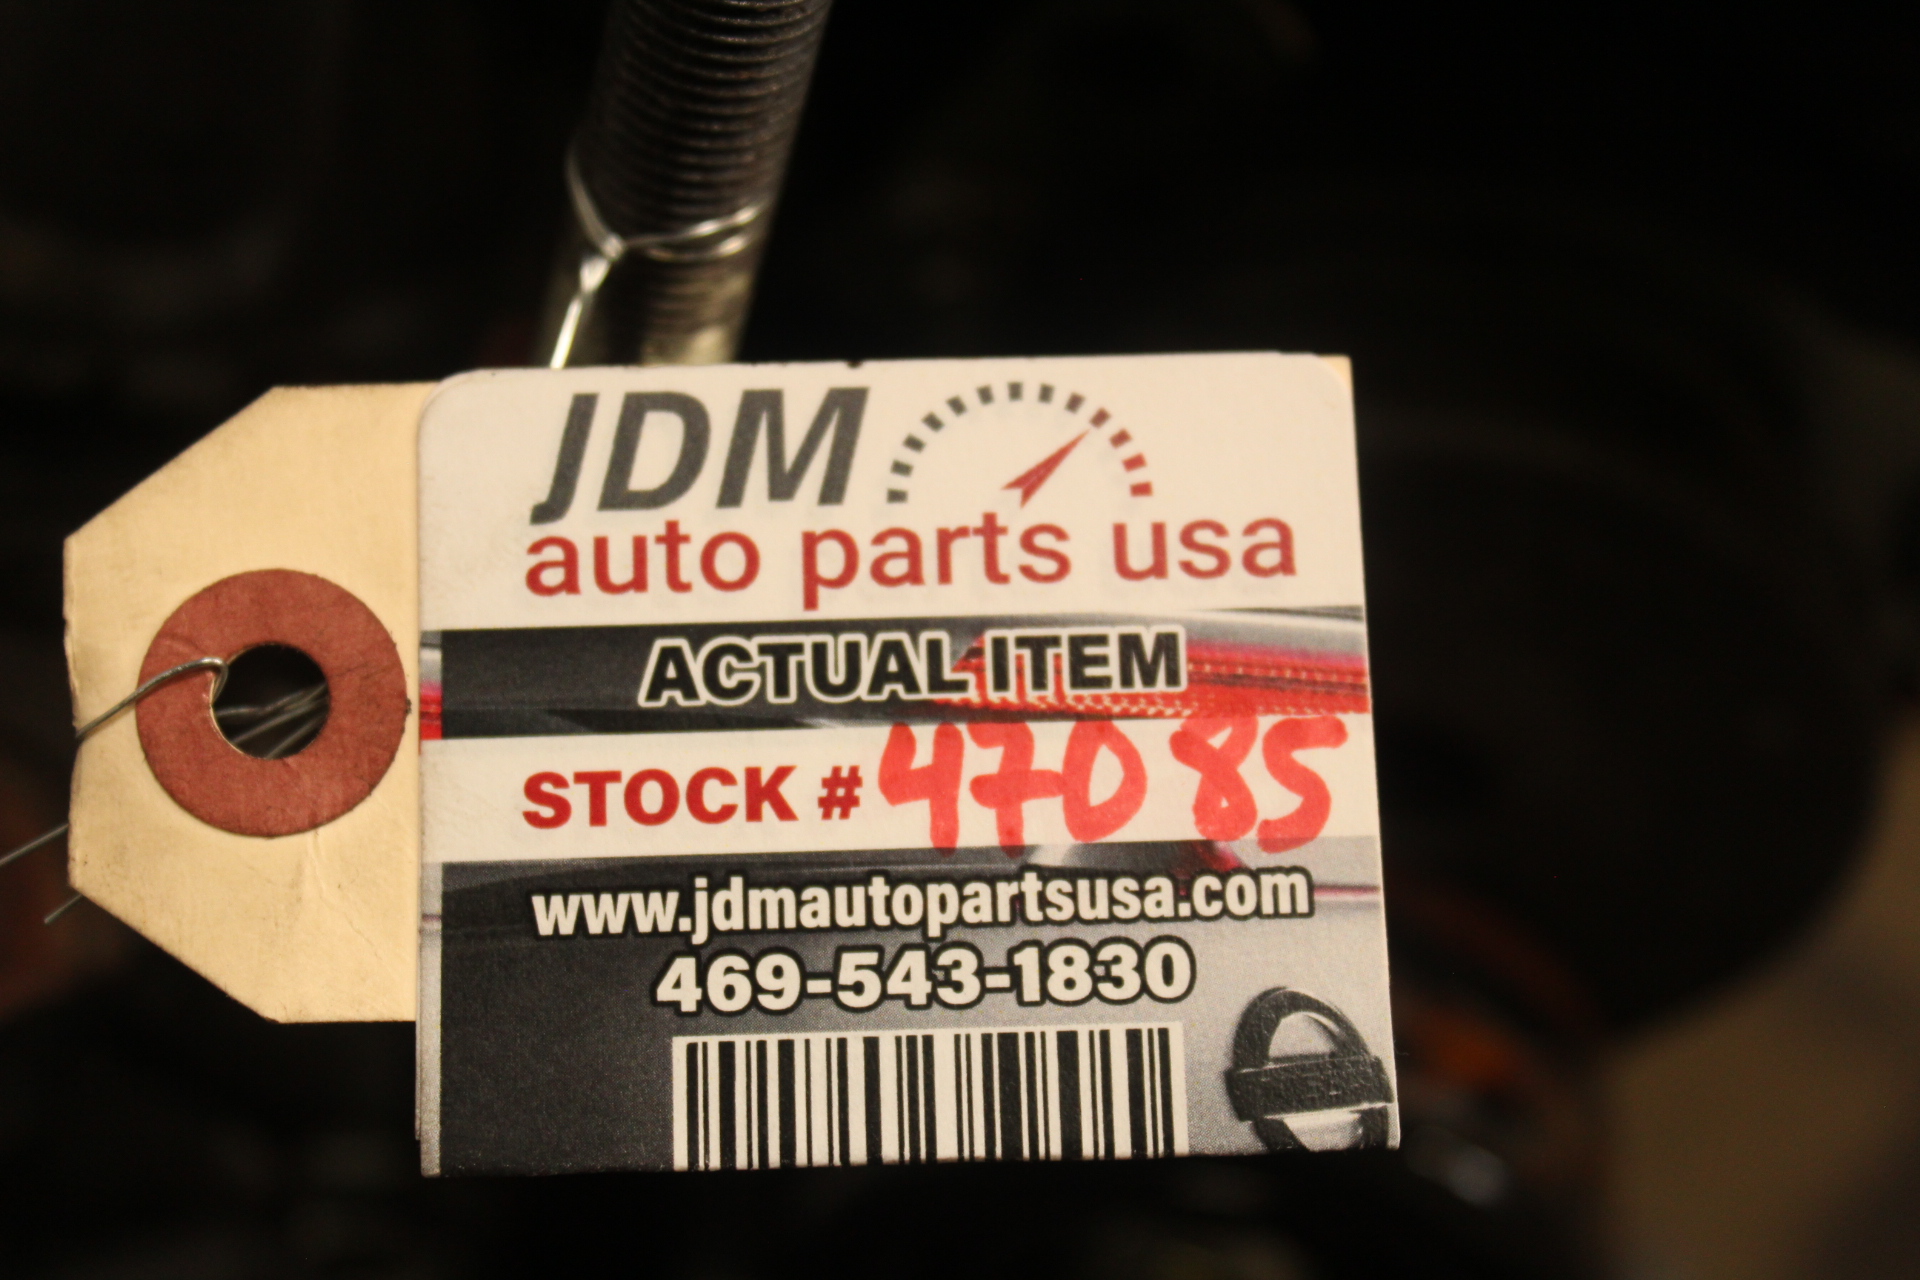 JDM
auto parts usa
ACTUAL ITEM
STOCK # 47085
www.jdmautopartsusa.com
469-543-1830